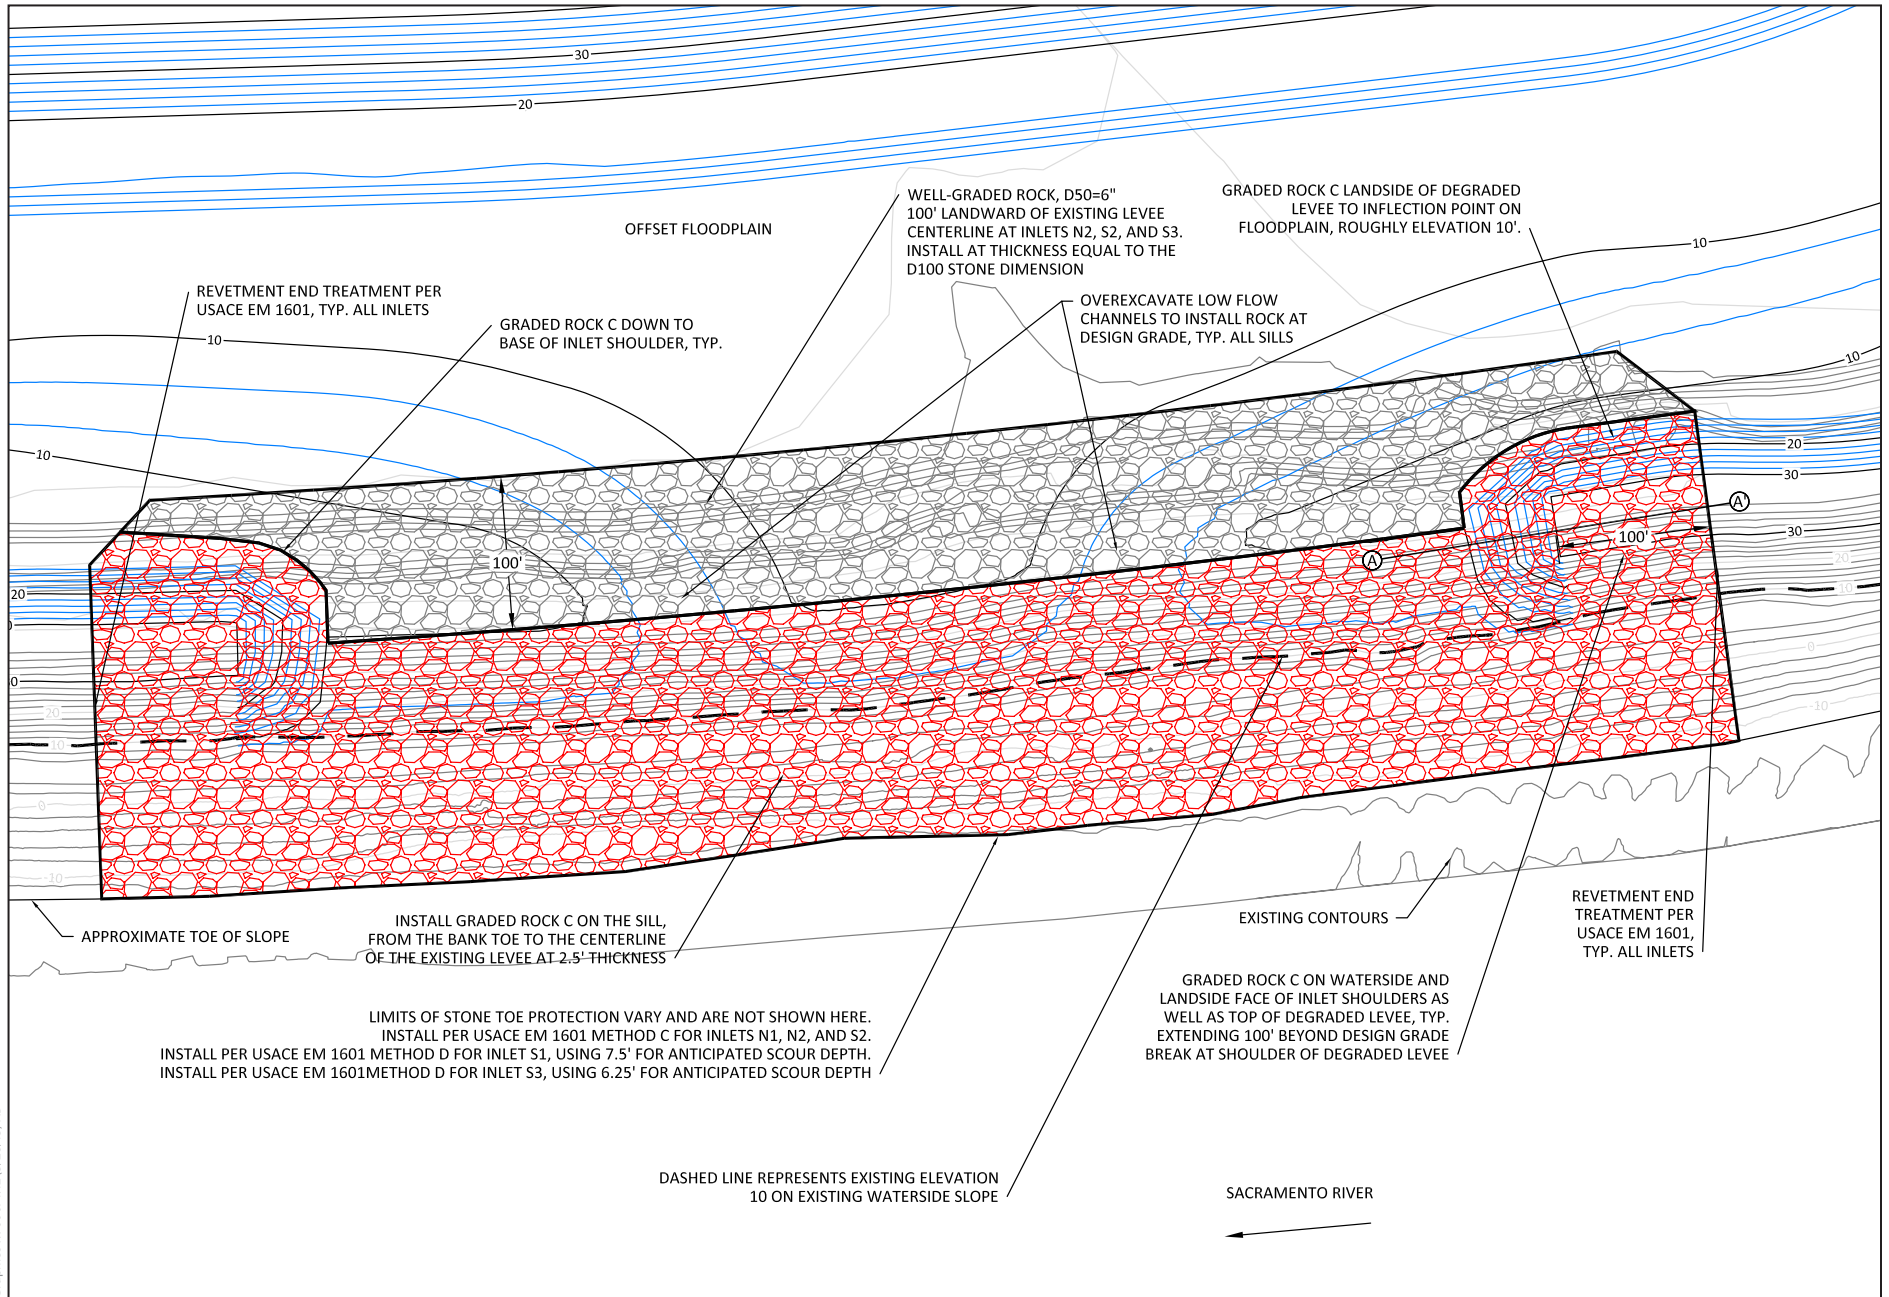 30
20
OFFSET FLOODPLAIN
WELL-GRADED ROCK, D50=6"
100' LANDWARD OF EXISTING LEVEE
CENTERLINE AT INLETS N2, S2, AND S3.
INSTALL AT THICKNESS EQUAL TO THE
D100 STONE DIMENSION
GRADED ROCK C LANDSIDE OF DEGRADED
LEVEE TO INFLECTION POINT ON
FLOODPLAIN, ROUGHLY ELEVATION 10'.
10
REVETMENT END TREATMENT PER
USACE EM 1601, TYP. ALL INLETS
GRADED ROCK C DOWN TO
BASE OF INLET SHOULDER, TYP.
OVEREXCAVATE LOW FLOW
CHANNELS TO INSTALL ROCK AT
DESIGN GRADE, TYP. ALL SILLS
10
10
10
20
30
A'
30
100'
A
100'
20
10
20
0
0
20
10
-10
0
-10
APPROXIMATE TOE OF SLOPE
INSTALL GRADED ROCK C ON THE SILL,
FROM THE BANK TOE TO THE CENTERLINE
OF THE EXISTING LEVEE AT 2.5' THICKNESS
EXISTING CONTOURS
REVETMENT END
TREATMENT PER
USACE EM 1601,
TYP. ALL INLETS
LIMITS OF STONE TOE PROTECTION VARY AND ARE NOT SHOWN HERE.
INSTALL PER USACE EM 1601 METHOD C FOR INLETS N1, N2, AND S2.
INSTALL PER USACE EM 1601 METHOD D FOR INLET S1, USING 7.5' FOR ANTICIPATED SCOUR DEPTH.
INSTALL PER USACE EM 1601METHOD D FOR INLET S3, USING 6.25' FOR ANTICIPATED SCOUR DEPTH
GRADED ROCK C ON WATERSIDE AND
LANDSIDE FACE OF INLET SHOULDERS AS
WELL AS TOP OF DEGRADED LEVEE, TYP.
EXTENDING 100' BEYOND DESIGN GRADE
BREAK AT SHOULDER OF DEGRADED LEVEE
DASHED LINE REPRESENTS EXISTING ELEVATION
10 ON EXISTING WATERSIDE SLOPE
SACRAMENTO RIVER